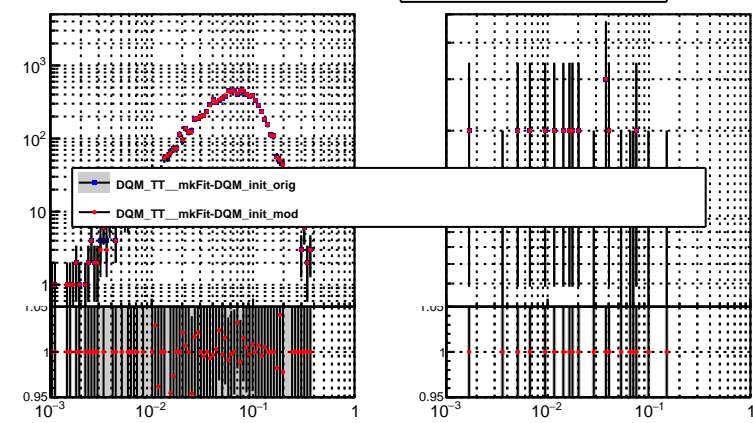 10³
10²
DQM_TT__mkFit-DQM_init_orig
DQM_TT__mkFit-DQM_init_mod
10
1
1.05 1.05
1 1
0.95 0.95
10⁻³ 10⁻² 10⁻¹ 1 10⁻³ 10⁻² 10⁻¹ 1